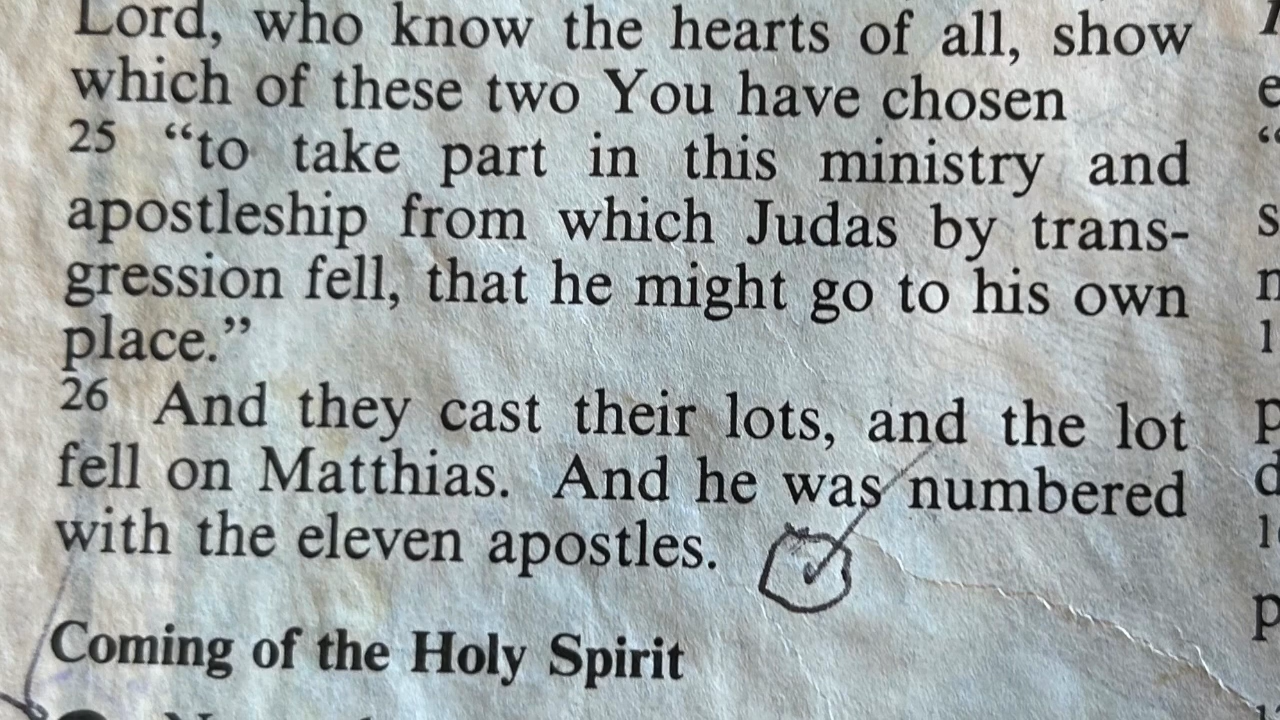 Lord, who know the hearts of all, show
which of these two You have chosen
25 “to take part in this ministry and
apostleship from which Judas by trans-
gression fell, that he might go to his own
place.”
26 And they cast their lots, and the lot
fell on Matthias. And he was numbered
with the eleven apostles.
Coming of the Holy Spirit